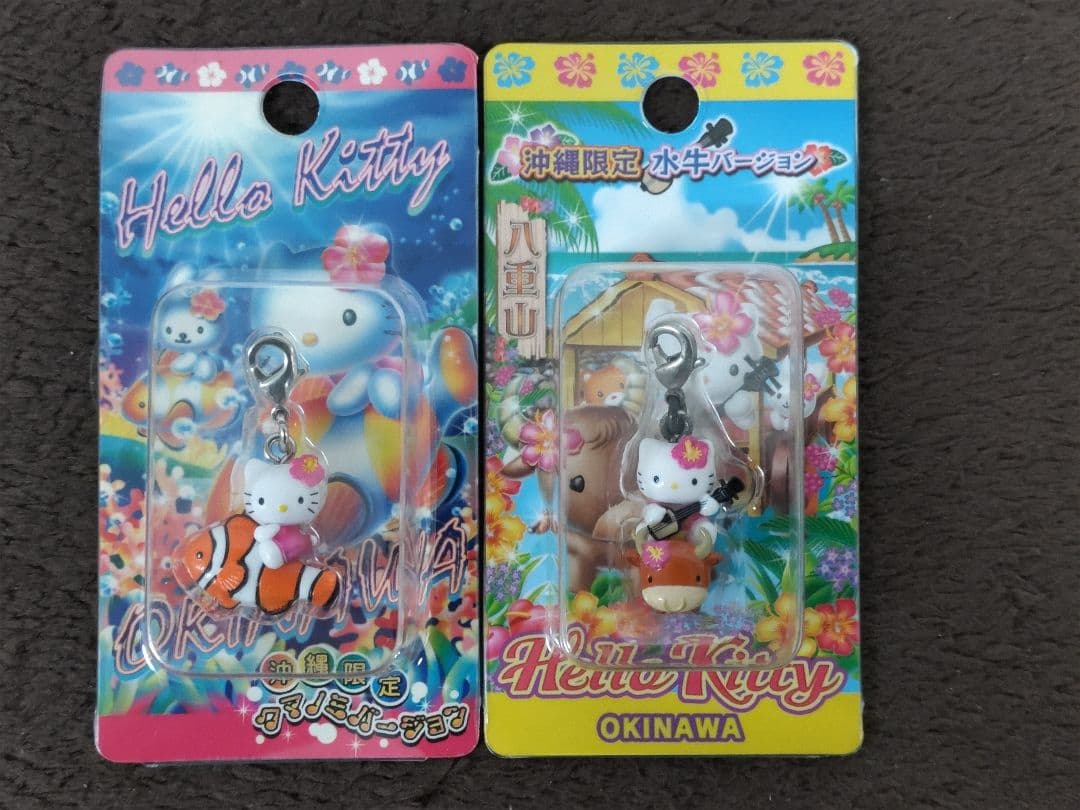 Hello Kitty
OKINAWA
沖縄限定
クマノミバージョン
沖縄限定 水牛バージョン
八重山
Hello Kitty
OKINAWA